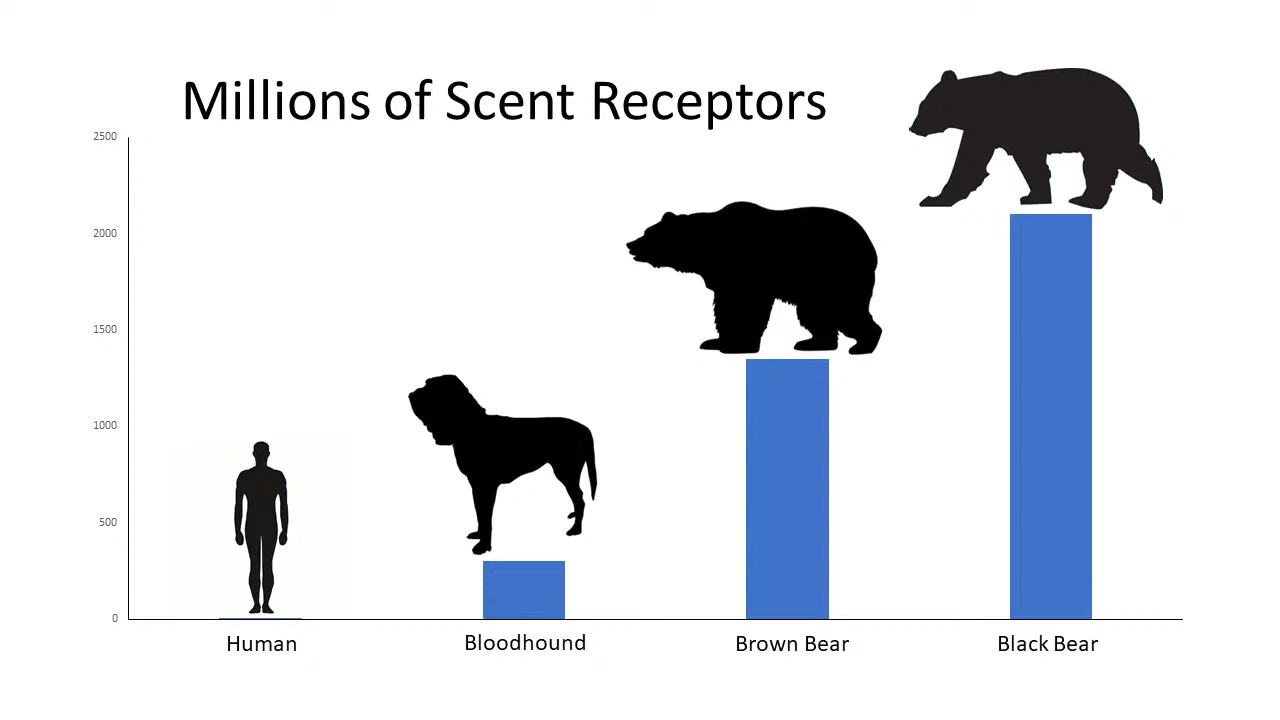 Millions of Scent Receptors
2500
2000
1500
1000
500
0
Human
Bloodhound
Brown Bear
Black Bear